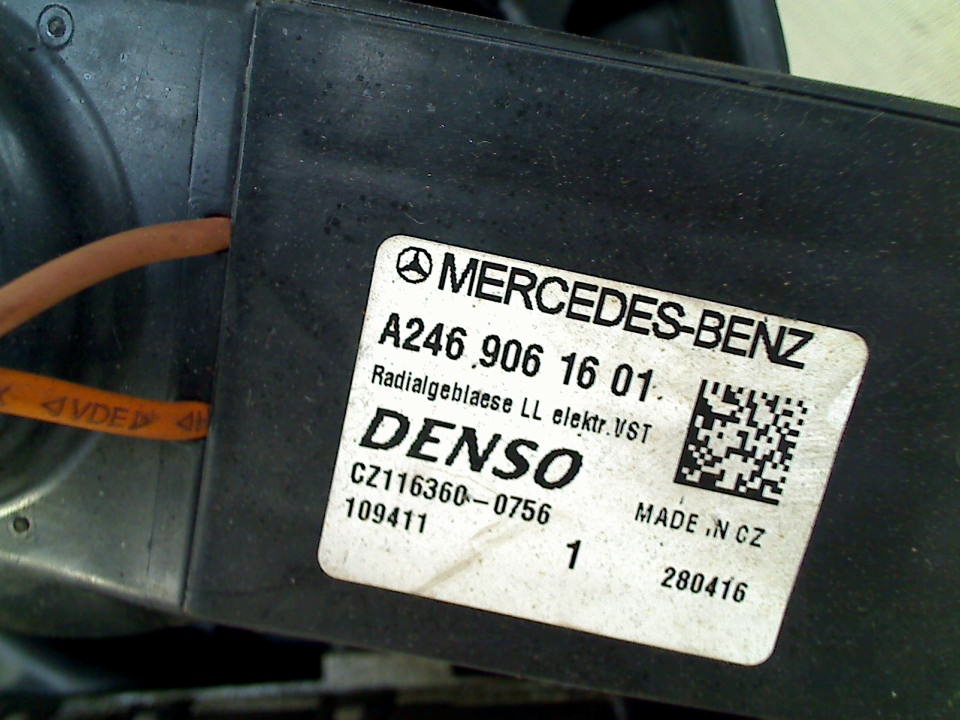 MERCEDES-BENZ
A246 906 16 01
Radialgeblaese LL elektr.VST
DENSO
CZ116360-0756
109411
MADE IN CZ
1
280416
VDE